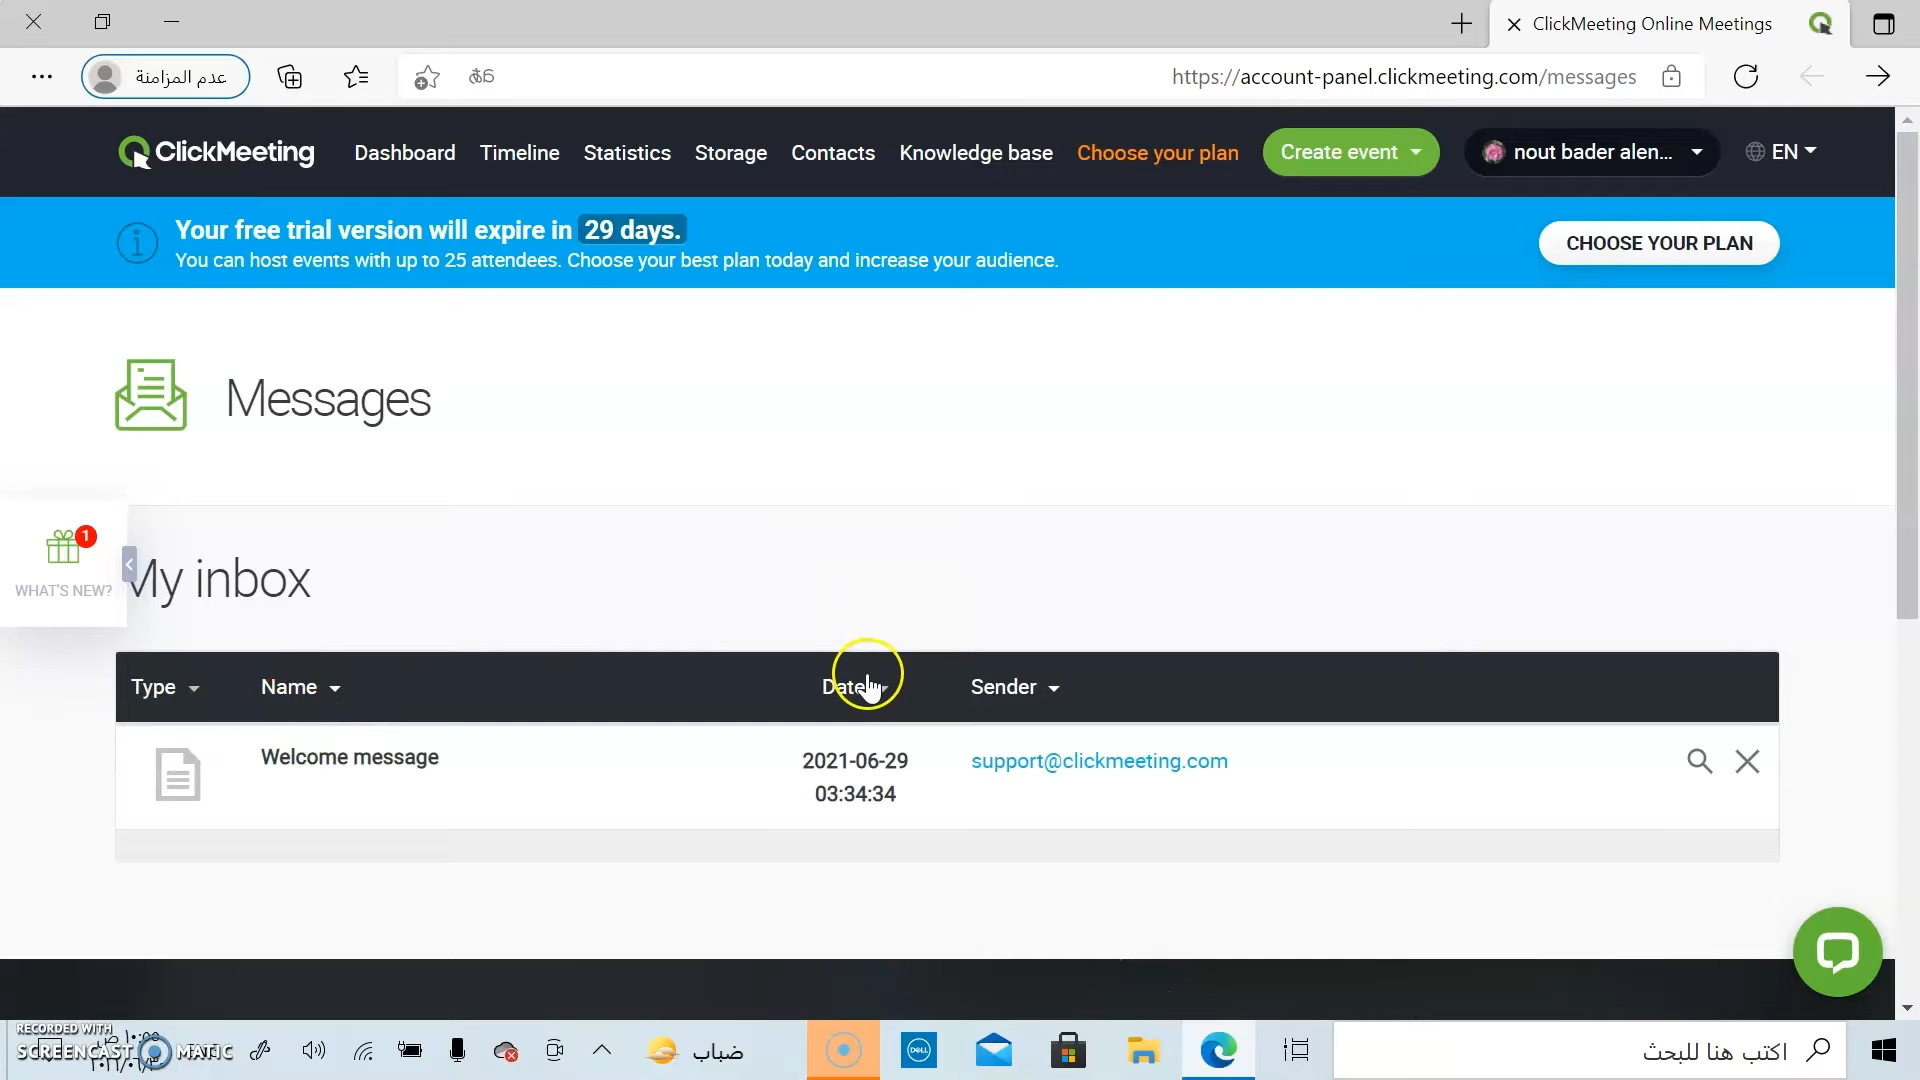 ClickMeeting Online Meetings
عدم المزامنة
https://account-panel.clickmeeting.com/messages
ClickMeeting Dashboard Timeline Statistics Storage Contacts Knowledge base Choose your plan Create event nout bader alen... EN
Your free trial version will expire in 29 days.
You can host events with up to 25 attendees. Choose your best plan today and increase your audience.
CHOOSE YOUR PLAN
Messages
1
WHAT'S NEW?
My inbox
Type Name Date Sender
Welcome message 2021-06-29 support@clickmeeting.com
03:34:34
RECORDED WITH
SCREENCAST MATIC
ضباب
DELL
اكتب هنا للبحث